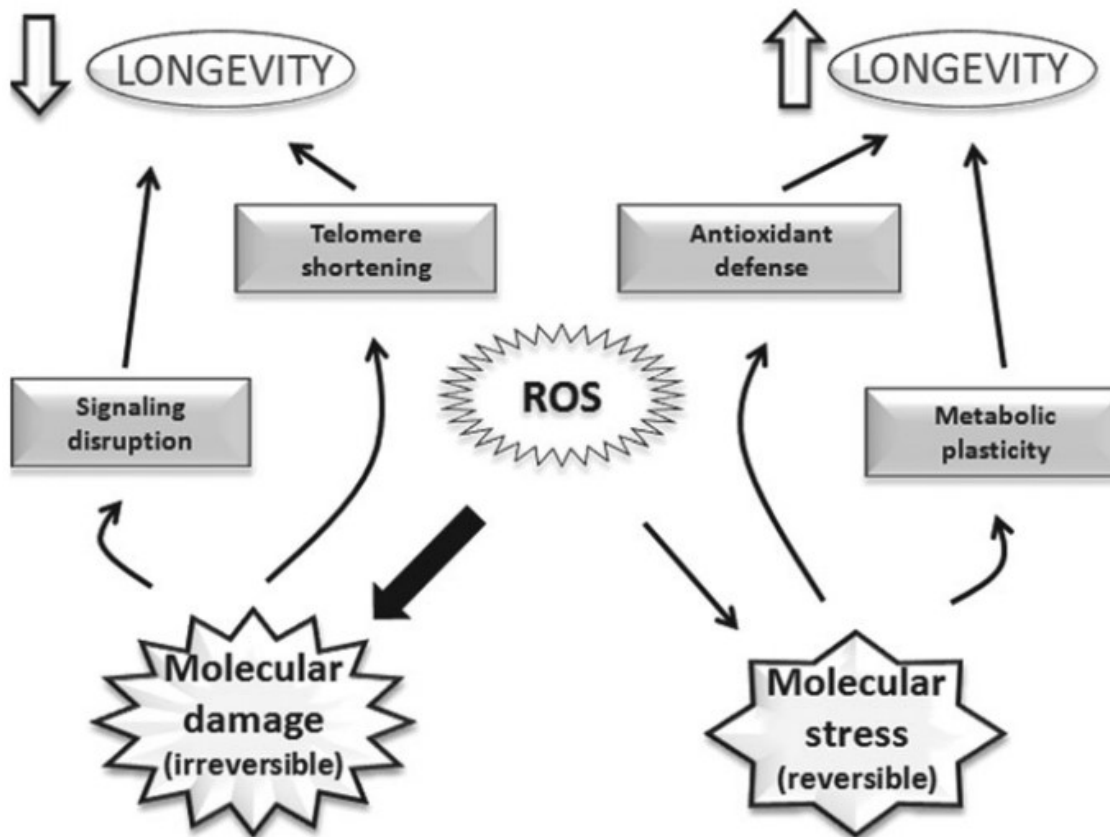 LONGEVITY
LONGEVITY
Telomere
shortening
Antioxidant
defense
ROS
Signaling
disruption
Metabolic
plasticity
Molecular
damage
(irreversible)
Molecular
stress
(reversible)